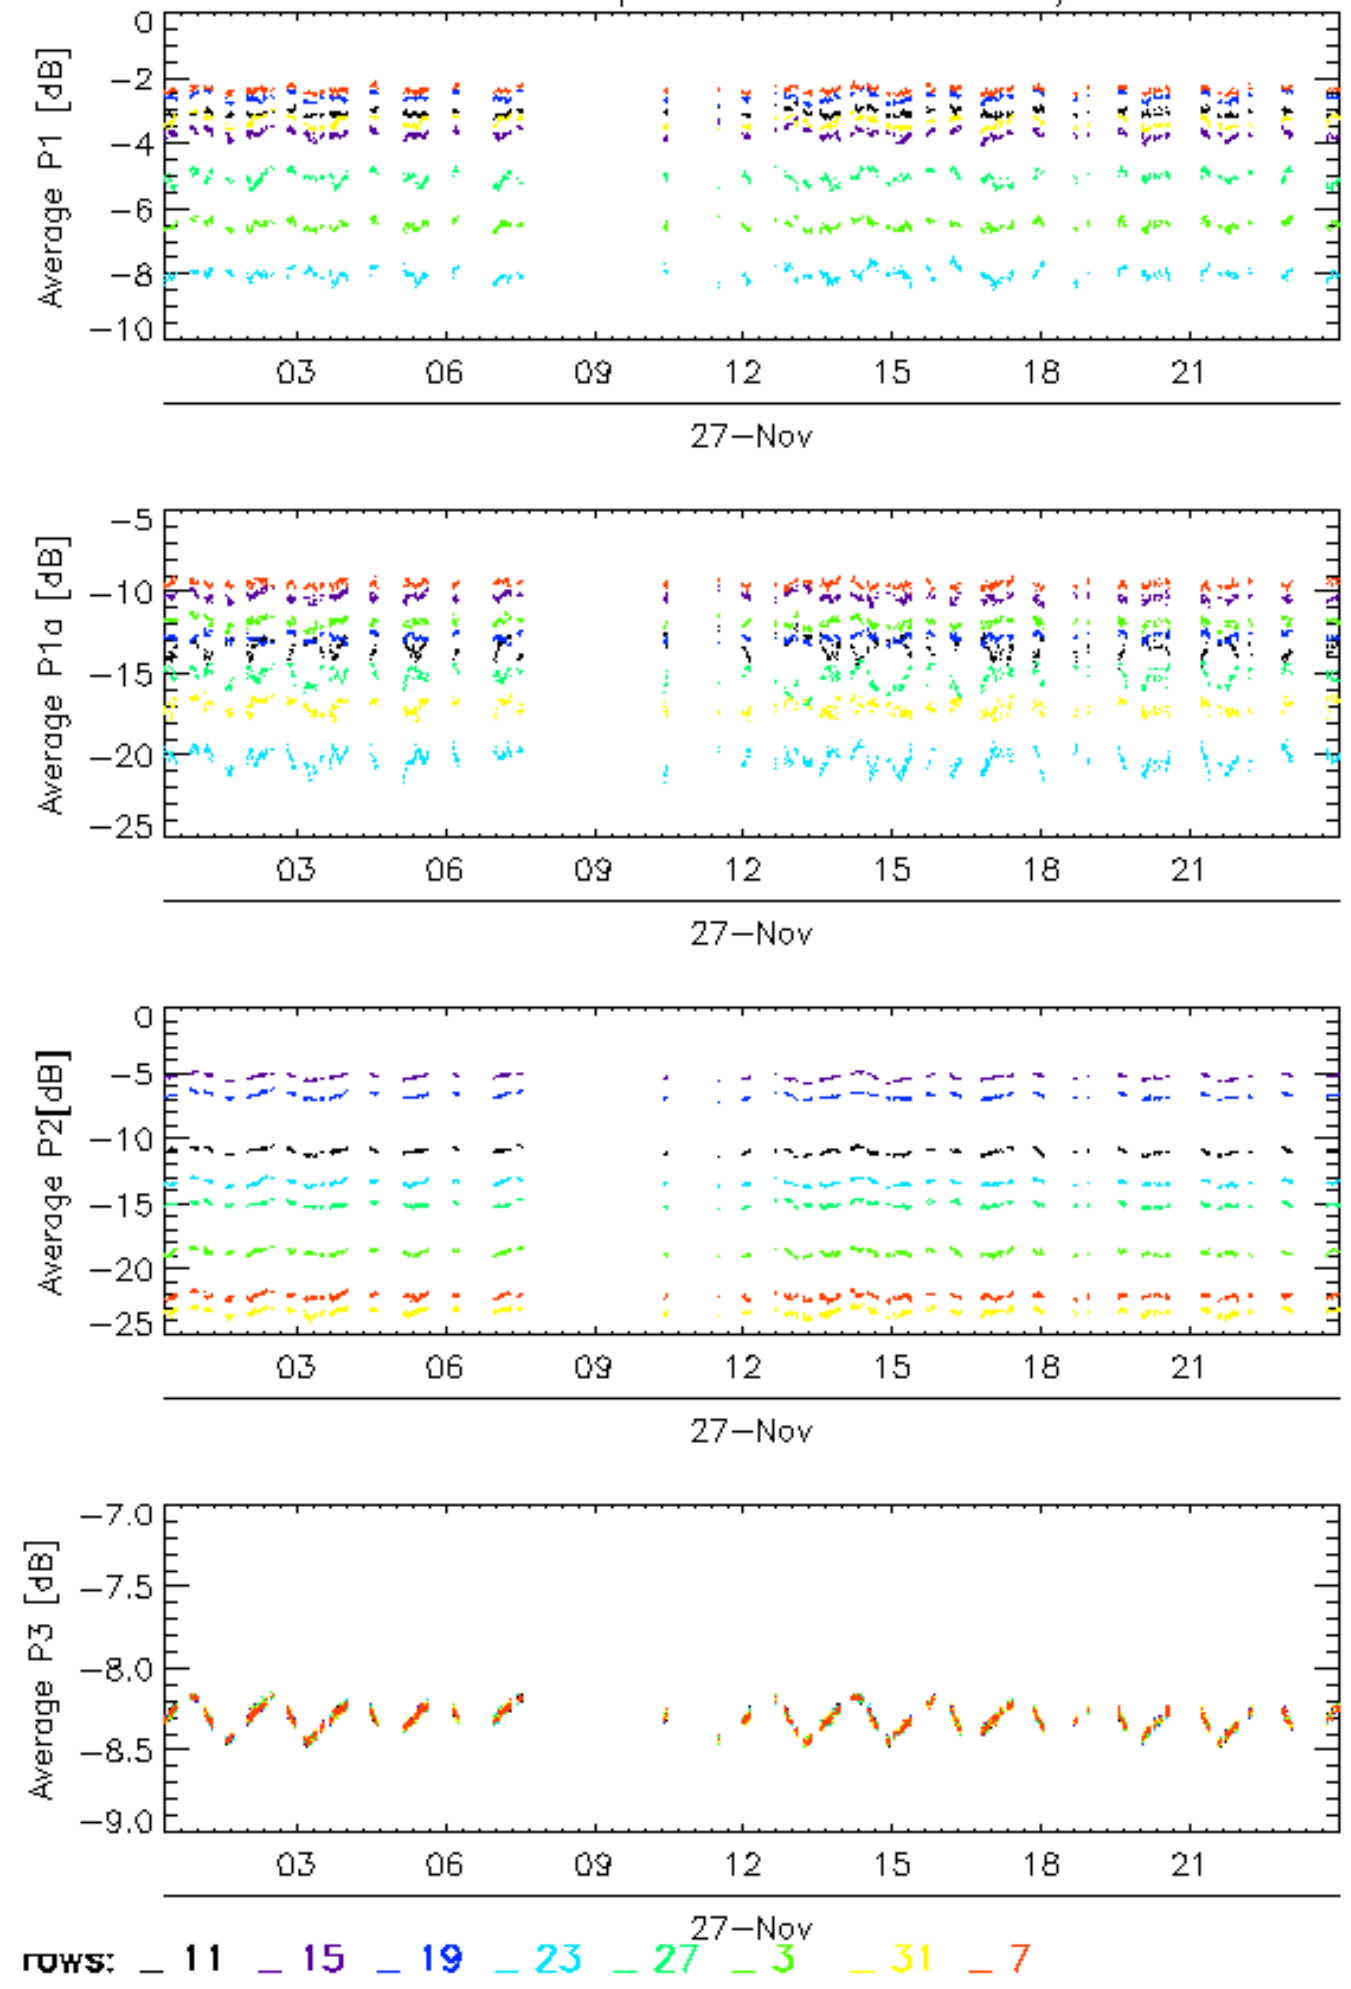 0
−2
−4
−6
−8
−10
Average P1 [dB]
03 06 09 12 15 18 21
27−Nov
−5
−10
−15
−20
−25
Average P1a [dB]
03 06 09 12 15 18 21
27−Nov
0
−5
−10
−15
−20
−25
Average P2[dB]
03 06 09 12 15 18 21
27−Nov
−7.0
−7.5
−8.0
−8.5
−9.0
Average P3 [dB]
03 06 09 12 15 18 21
27−Nov
rows: _ 11 _ 15 _ 19 _ 23 _ 27 _ 3 _ 31 _ 7